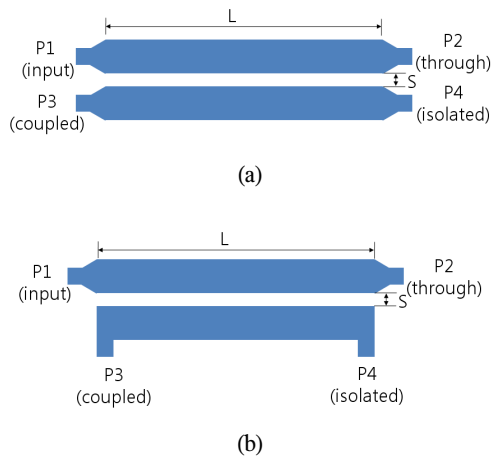 L
P1
(input)
P2
(through)
S
P3
(coupled)
P4
(isolated)
(a)
L
P1
(input)
P2
(through)
S
P3
(coupled)
P4
(isolated)
(b)